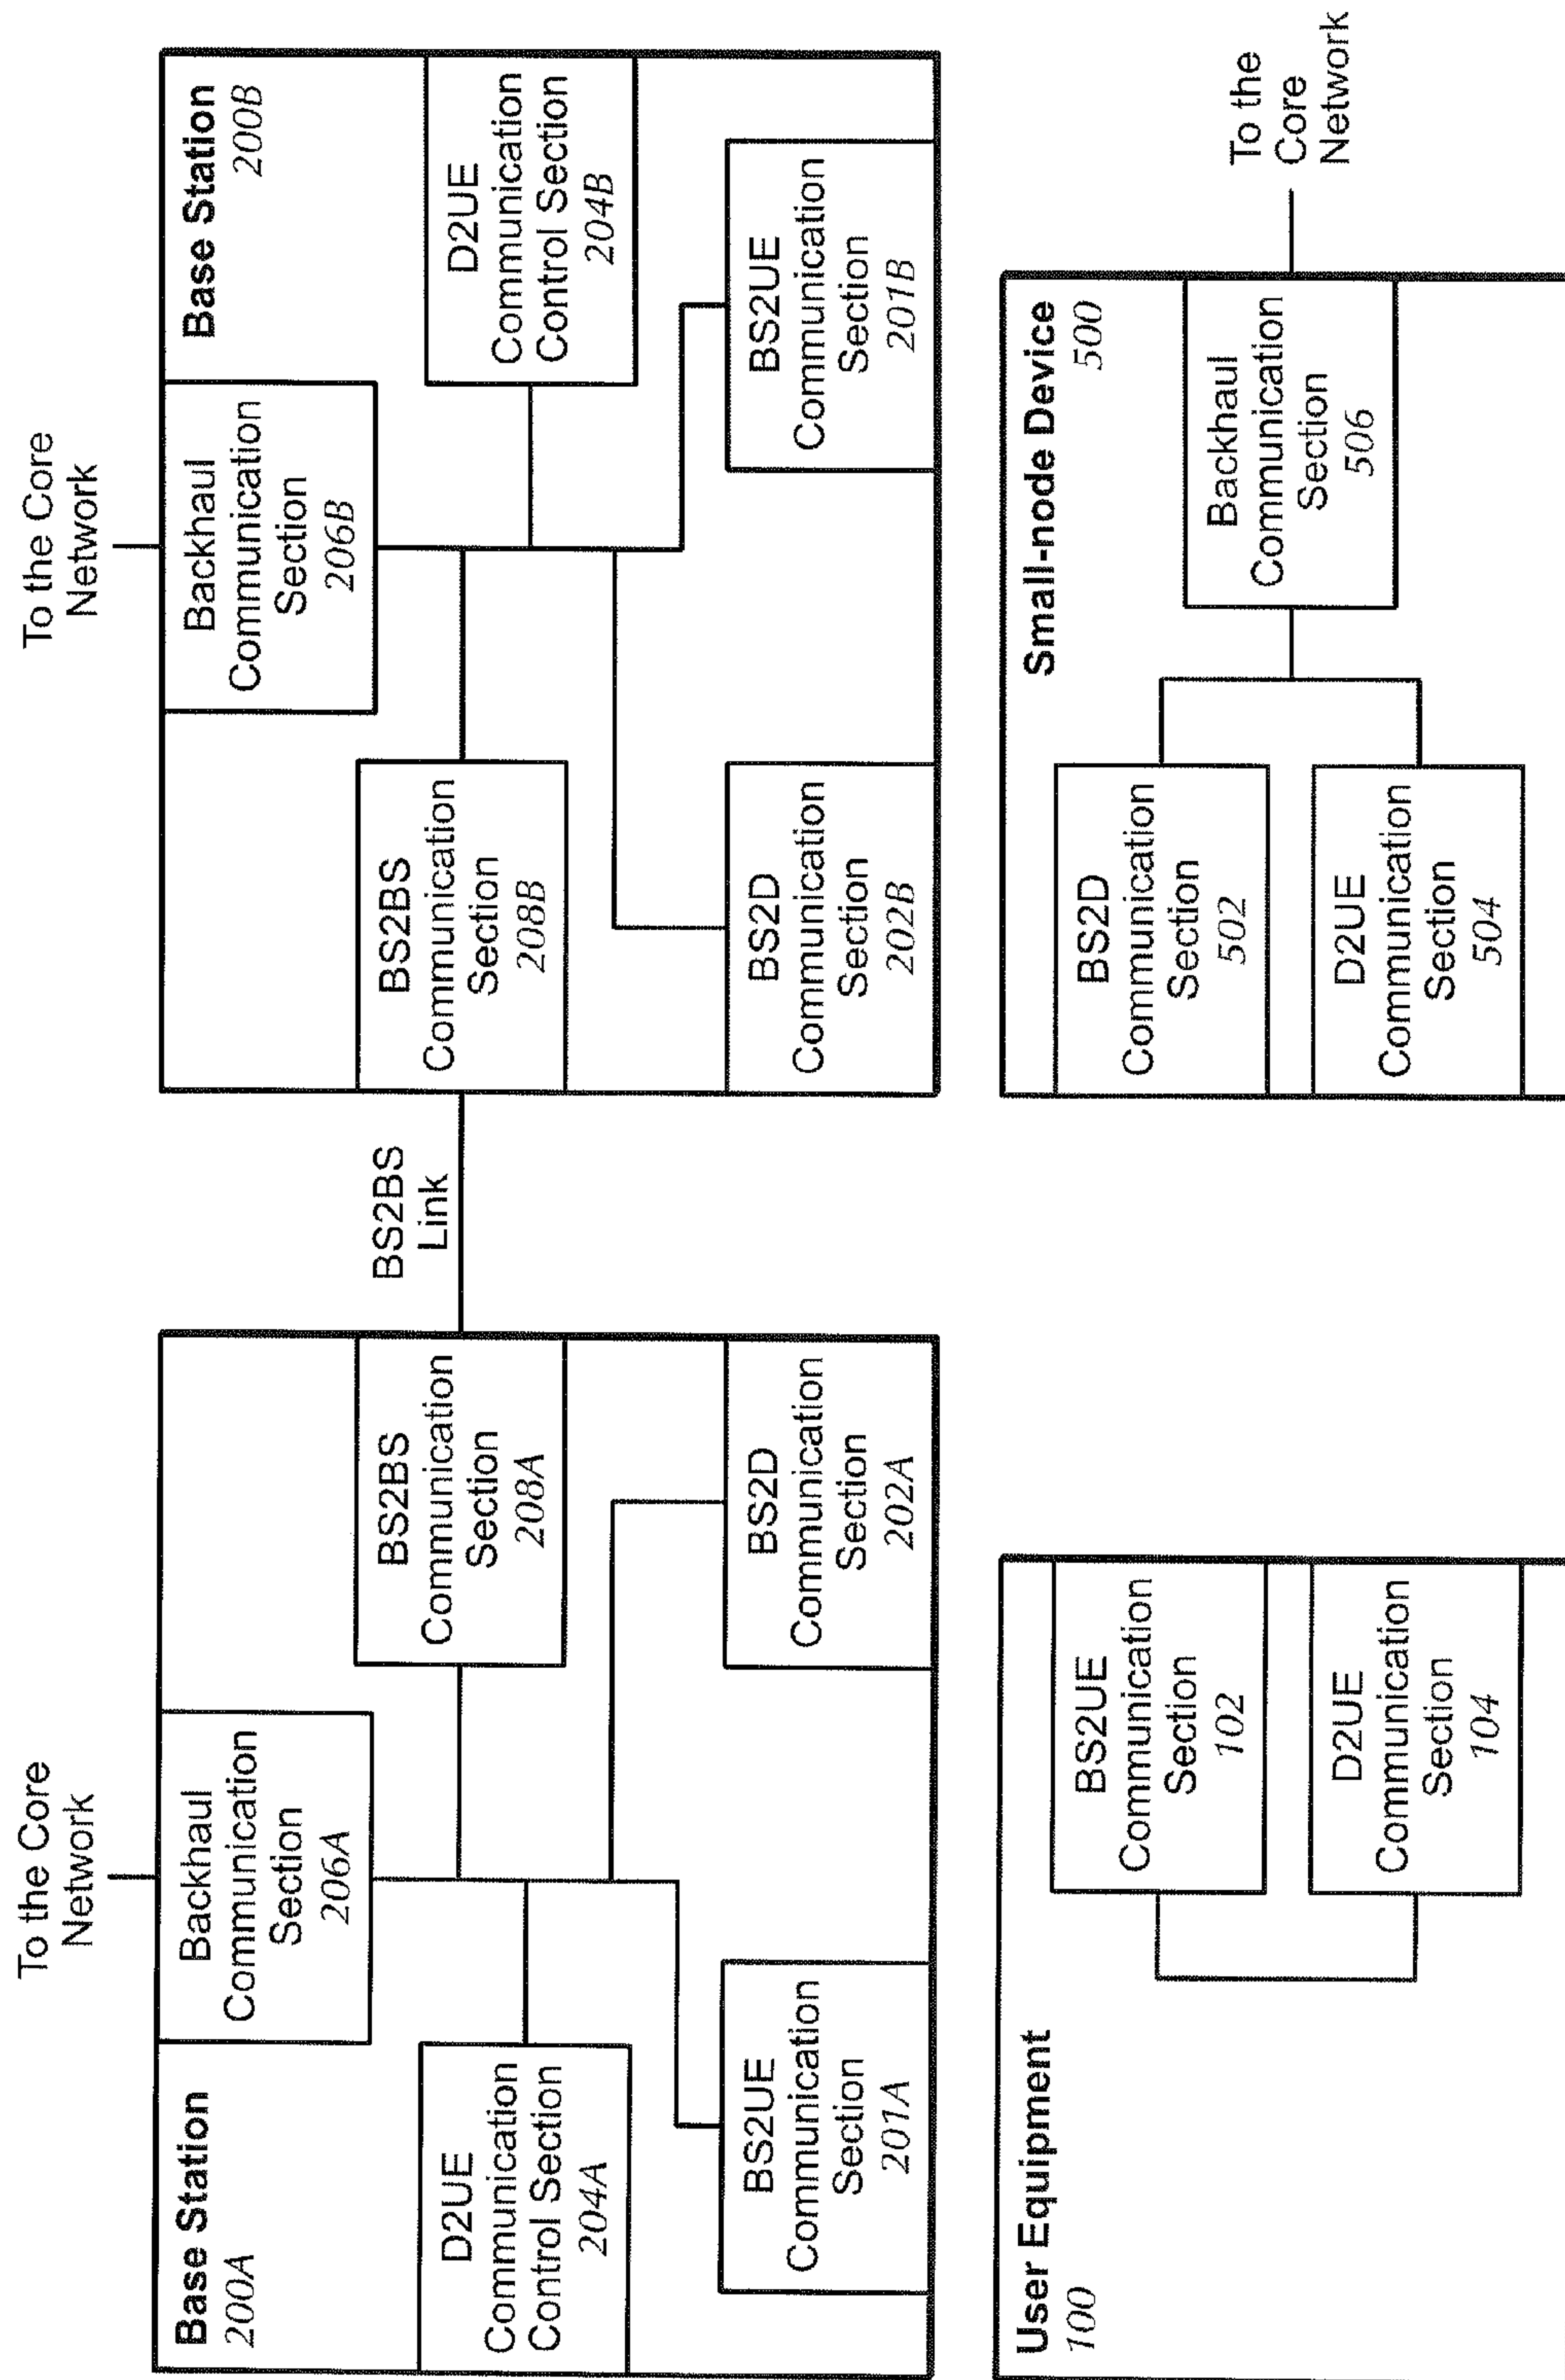 To the Core
Network
Base Station
200A
Backhaul
Communication
Section
206A
D2UE
Communication
Control Section
204A
BS2BS
Communication
Section
208A
BS2UE
Communication
Section
201A
BS2D
Communication
Section
202A
BS2BS
Link
To the Core
Network
Backhaul
Communication
Section
206B
Base Station
200B
BS2BS
Communication
Section
208B
D2UE
Communication
Control Section
204B
BS2D
Communication
Section
202B
BS2UE
Communication
Section
201B
User Equipment
100
BS2UE
Communication
Section
102
D2UE
Communication
Section
104
Small-node Device
500
BS2D
Communication
Section
502
D2UE
Communication
Section
504
Backhaul
Communication
Section
506
To the
Core
Network